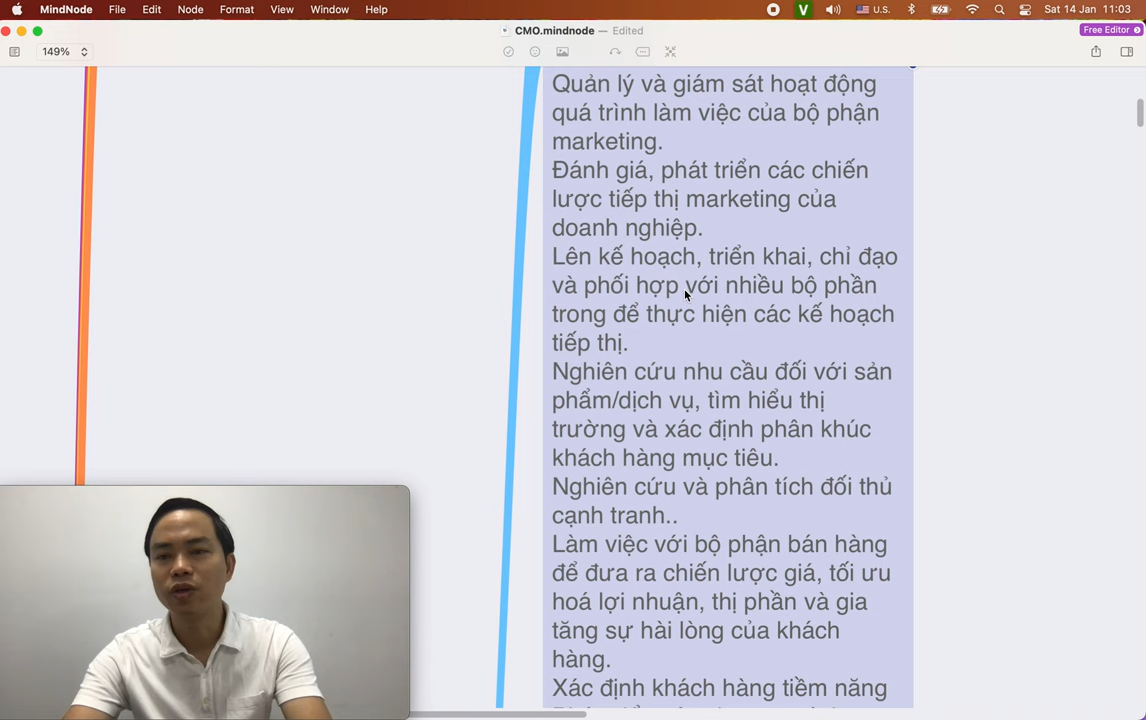 MindNode File Edit Node Format View Window Help
V U.S. Sat 14 Jan 11:03
CMO.mindnode — Edited
Free Editor
149%
Quản lý và giám sát hoạt động
quá trình làm việc của bộ phận
marketing.
Đánh giá, phát triển các chiến
lược tiếp thị marketing của
doanh nghiệp.
Lên kế hoạch, triển khai, chỉ đạo
và phối hợp với nhiều bộ phần
trong để thực hiện các kế hoạch
tiếp thị.
Nghiên cứu nhu cầu đối với sản
phẩm/dịch vụ, tìm hiểu thị
trường và xác định phân khúc
khách hàng mục tiêu.
Nghiên cứu và phân tích đối thủ
cạnh tranh..
Làm việc với bộ phận bán hàng
để đưa ra chiến lược giá, tối ưu
hoá lợi nhuận, thị phần và gia
tăng sự hài lòng của khách
hàng.
Xác định khách hàng tiềm năng